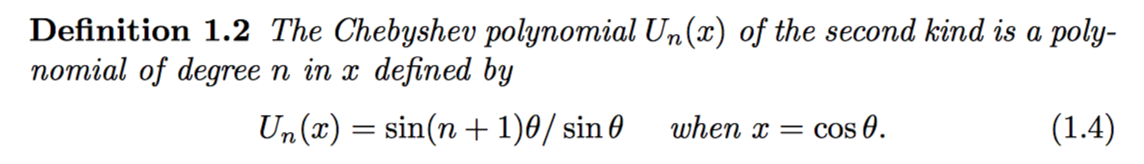 Definition 1.2 The Chebyshev polynomial Uₙ(x) of the second kind is a poly-
nomial of degree n in x defined by
Uₙ(x) = sin(n + 1)θ/ sin θ when x = cos θ. (1.4)